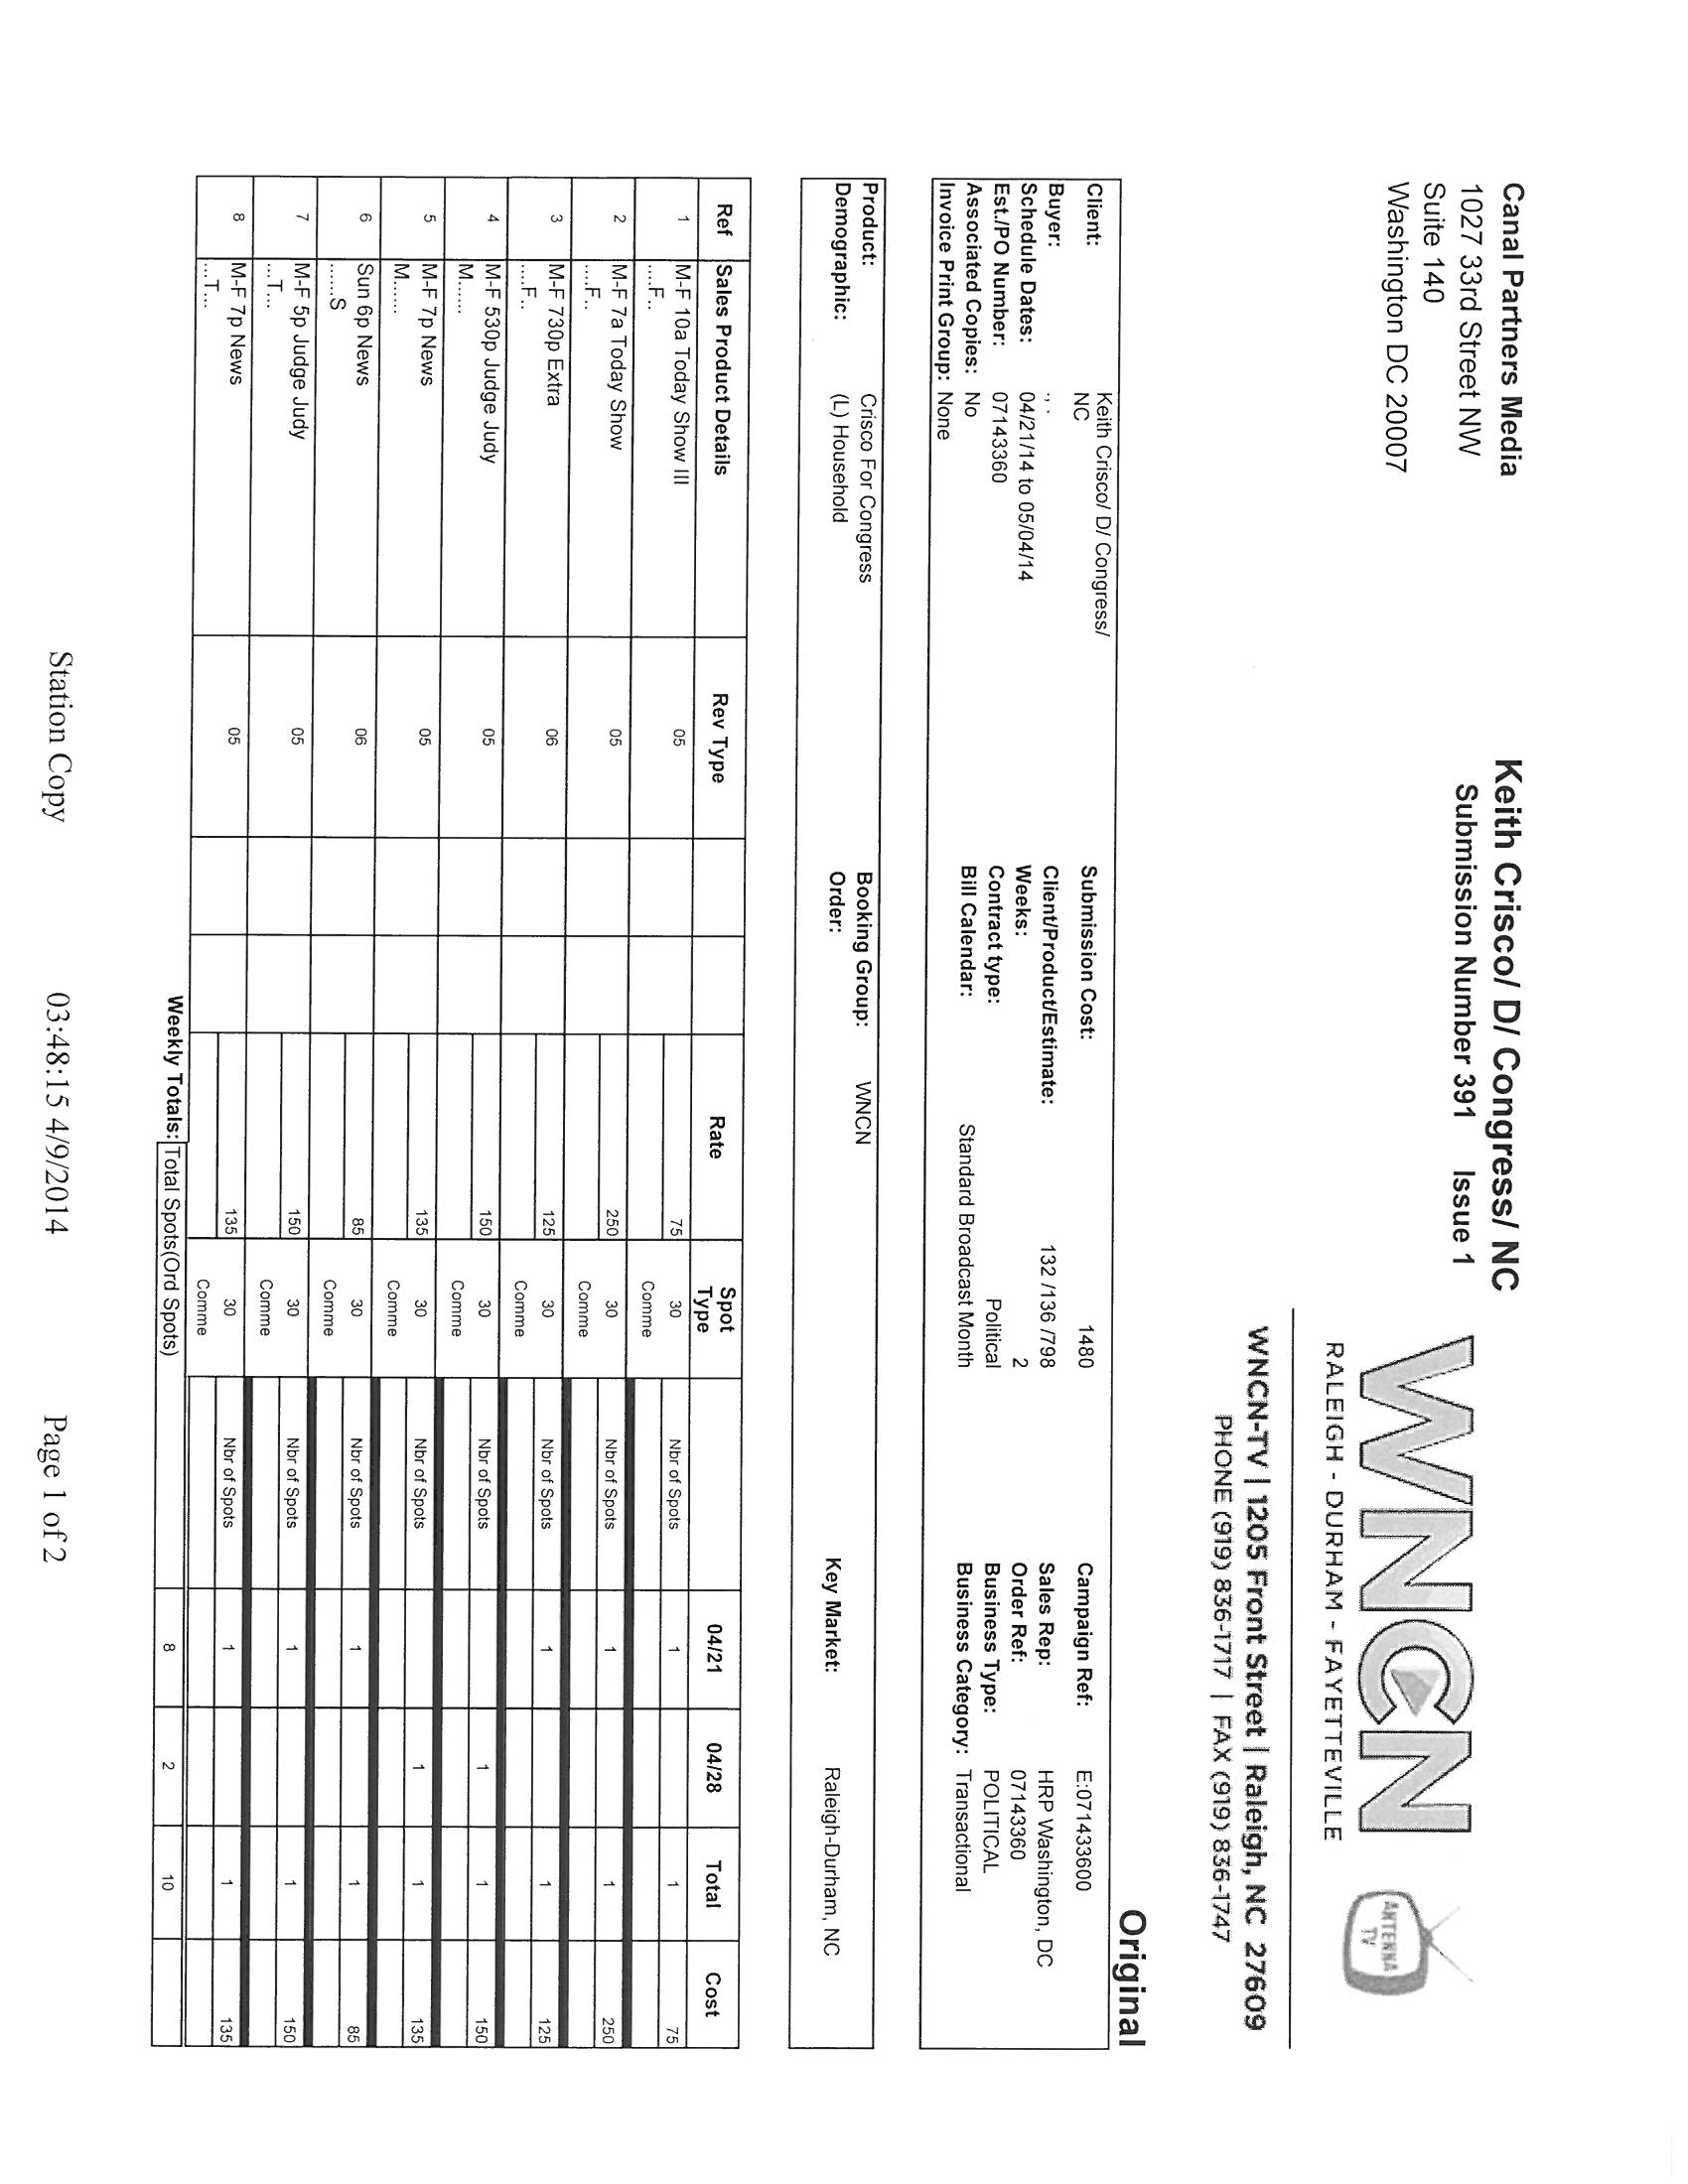 Canal Partners Media
1027 33rd Street NW
Suite 140
Washington DC 20007
Keith Crisco/ D/ Congress/ NC
Submission Number 391 Issue 1
WNCN
RALEIGH - DURHAM - FAYETTEVILLE
ANTENNA
TV
WNCN-TV | 1205 Front Street | Raleigh, NC 27609
PHONE (919) 836-1717 | FAX (919) 836-1747
Original
Client: Keith Crisco/ D/ Congress/ Submission Cost: 1480 Campaign Ref: E:071433600
NC
Buyer: , . Client/Product/Estimate: 132 /136 /798 Sales Rep: HRP Washington, DC
Schedule Dates: 04/21/14 to 05/04/14 Weeks: 2 Order Ref: 07143360
Est./PO Number: 07143360 Contract type: Political Business Type: POLITICAL
Associated Copies: No Bill Calendar: Standard Broadcast Month Business Category: Transactional
Invoice Print Group: None
Product: Crisco For Congress Booking Group: WNCN
Demographic: (L) Household Order: Key Market: Raleigh-Durham, NC
Ref Sales Product Details Rev Type Rate Spot Type 04/21 04/28 Total Cost
1 M-F 10a Today Show III 05 75 30 Nbr of Spots 1 1 75
....F.. Comme
2 M-F 7a Today Show 05 250 30 Nbr of Spots 1 1 250
....F.. Comme
3 M-F 730p Extra 06 125 30 Nbr of Spots 1 1 125
....F.. Comme
4 M-F 530p Judge Judy 05 150 30 Nbr of Spots 1 1 150
M...... Comme
5 M-F 7p News 05 135 30 Nbr of Spots 1 1 135
M...... Comme
6 Sun 6p News 06 85 30 Nbr of Spots 1 1 85
......S Comme
7 M-F 5p Judge Judy 05 150 30 Nbr of Spots 1 1 150
...T... Comme
8 M-F 7p News 05 135 30 Nbr of Spots 1 1 135
...T... Comme
Weekly Totals: Total Spots(Ord Spots) 8 2 10
Station Copy 03:48:15 4/9/2014 Page 1 of 2